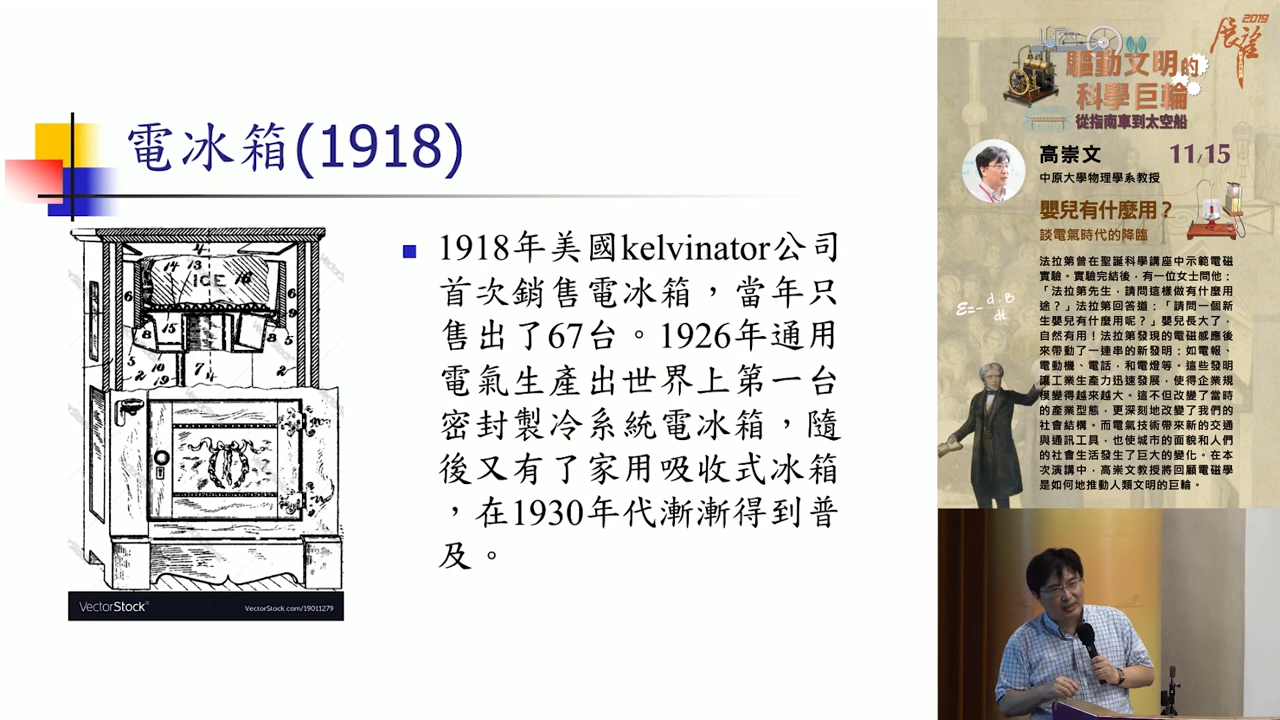 電冰箱(1918)
1918年美國kelvinator公司
首次銷售電冰箱，當年只
售出了67台。1926年通用
電氣生產出世界上第一台
密封製冷系統電冰箱，隨
後又有了家用吸收式冰箱
，在1930年代漸漸得到普
及。
ICE
VectorStock®
VectorStock.com/19011279
2019
展望
驅動文明的
科學巨輪
從指南車到太空船
高崇文
11/15
中原大學物理學系教授
嬰兒有什麼用？
談電氣時代的降臨
法拉第曾在聖誕科學講座中示範電磁
實驗。實驗完結後，有一位女士問他：
「法拉第先生，請問這樣做有什麼用
途？」法拉第回答道：「請問一個新
生嬰兒有什麼用呢？」嬰兒長大了，
自然有用！法拉第發現的電磁感應後
來帶動了一連串的新發明：如電報、
電動機、電話，和電燈等。這些發明
讓工業生產力迅速發展，使得企業規
模變得越來越大。這不但改變了當時
的產業型態，更深刻地改變了我們的
社會結構。而電氣技術帶來新的交通
與通訊工具，也使城市的面貌和人們
的社會生活發生了巨大的變化。在本
次演講中，高崇文教授將回顧電磁學
是如何地推動人類文明的巨輪。